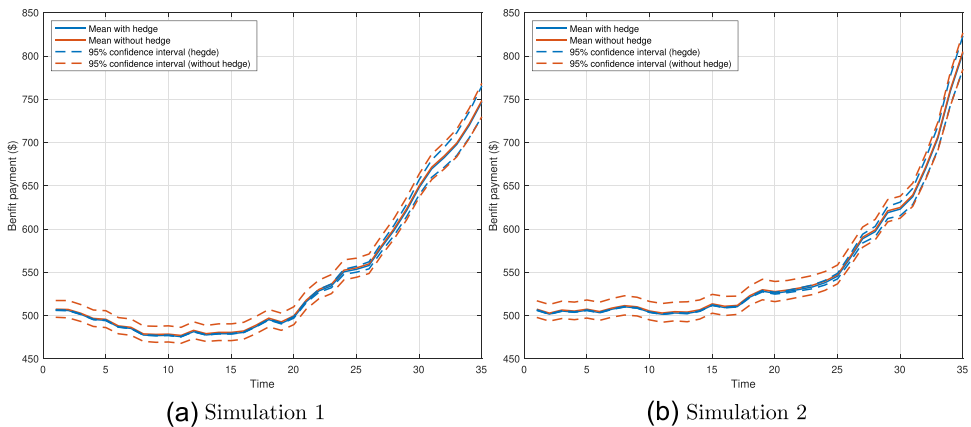 850
800
750
700
650
600
550
500
450
Benfit payment ($)
Mean with hedge
Mean without hedge
95% confidence interval (hegde)
95% confidence interval (without hedge)
0 5 10 15 20 25 30 35
Time
(a) Simulation 1
850
800
750
700
650
600
550
500
450
Benfit payment ($)
Mean with hedge
Mean without hedge
95% confidence interval (hegde)
95% confidence interval (without hedge)
0 5 10 15 20 25 30 35
Time
(b) Simulation 2